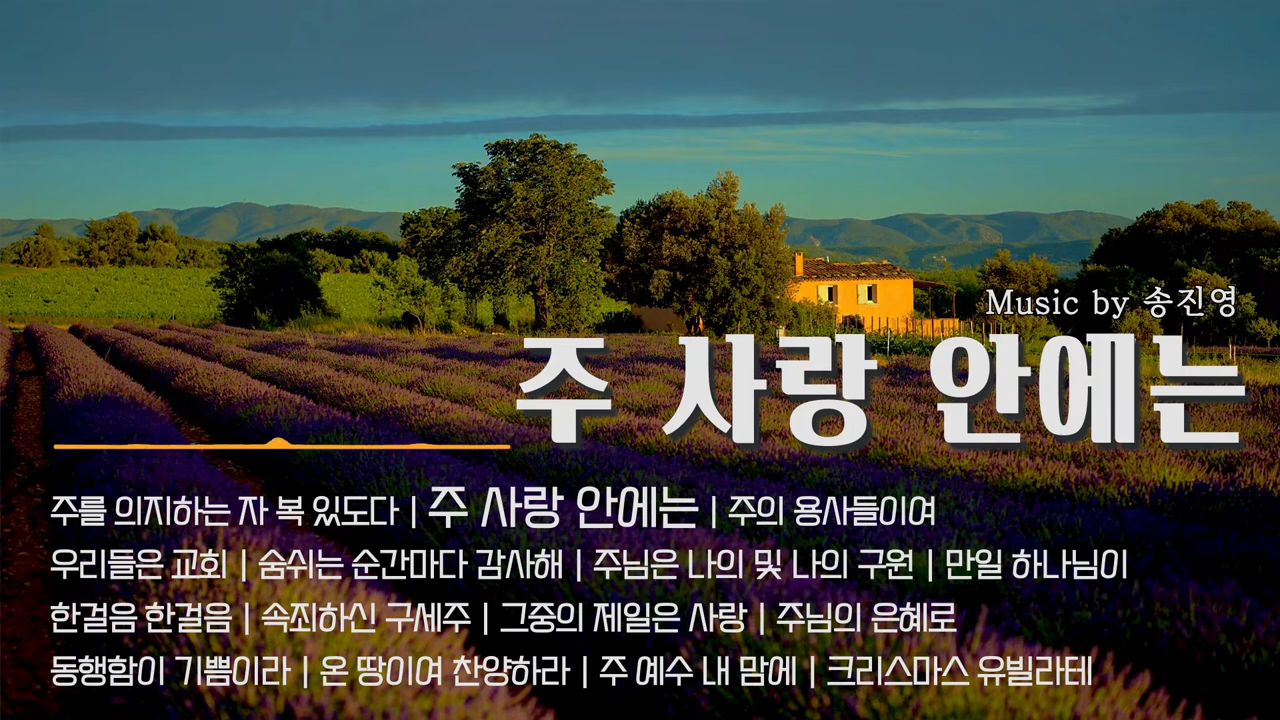 Music by 송진영
주 사랑 안에는
주를 의지하는 자 복 있도다 | 주 사랑 안에는 | 주의 용사들이여
우리들은 교회 | 숨쉬는 순간마다 감사해 | 주님은 나의 빛 나의 구원 | 만일 하나님이
한걸음 한걸음 | 속죄하신 구세주 | 그중의 제일은 사랑 | 주님의 은혜로
동행함이 기쁨이라 | 온 땅이여 찬양하라 | 주 예수 내 맘에 | 크리스마스 유빌라테